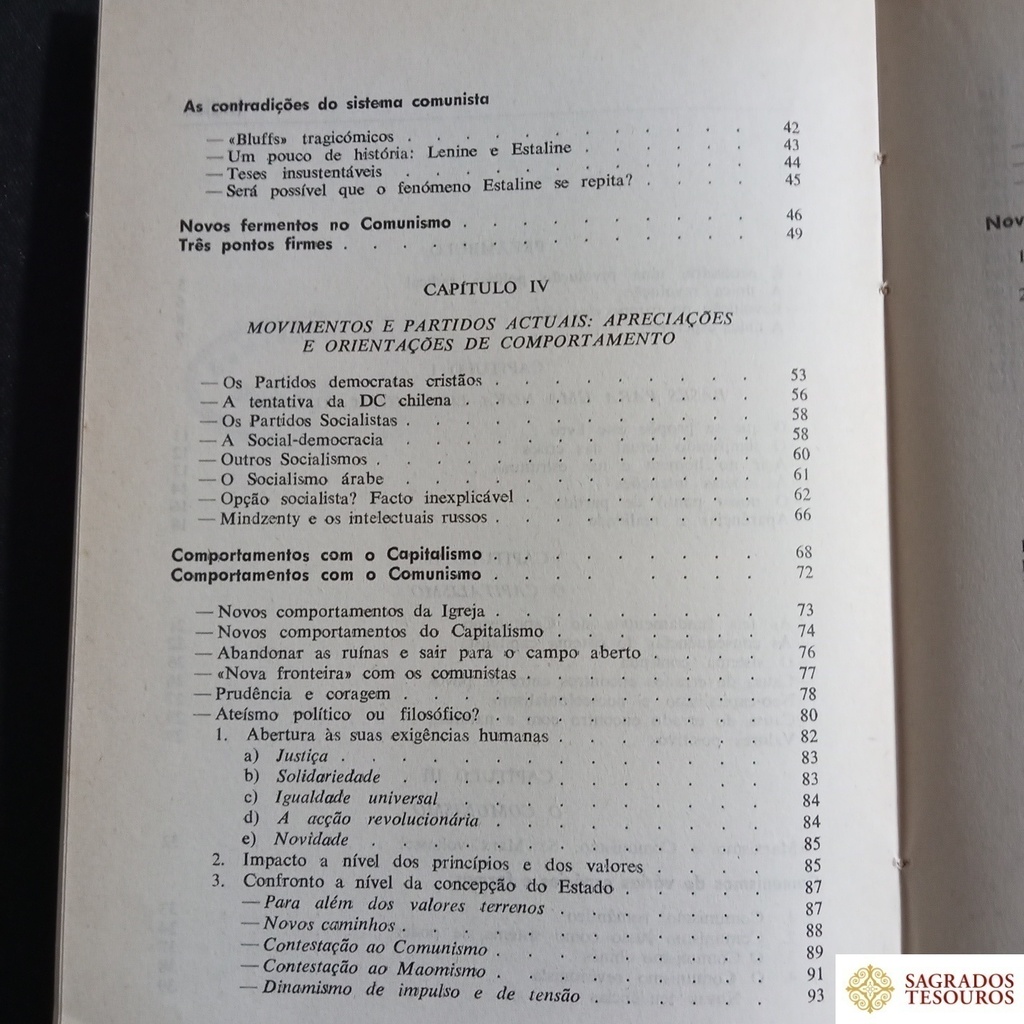 As contradições do sistema comunista
— «Bluffs» tragicómicos . . . . . . . . . . 42
— Um pouco de história: Lenine e Estaline . . . . . 43
— Teses insustentáveis . . . . . . . . . . 44
— Será possível que o fenómeno Estaline se repita? . . . . 45
Novos fermentos no Comunismo . . . . . . . . . . 46
Três pontos firmes . . . . . . . . . . . . . 49
CAPÍTULO IV
MOVIMENTOS E PARTIDOS ACTUAIS: APRECIAÇÕES
E ORIENTAÇÕES DE COMPORTAMENTO
— Os Partidos democratas cristãos . . . . . . . . . 53
— A tentativa da DC chilena . . . . . . . . . . 56
— Os Partidos Socialistas . . . . . . . . . . . 58
— A Social-democracia . . . . . . . . . . . 58
— Outros Socialismos . . . . . . . . . . . . 60
— O Socialismo árabe . . . . . . . . . . . 61
— Opção socialista? Facto inexplicável . . . . . . . . 62
— Mindzenty e os intelectuais russos . . . . . . . . . 66
Comportamentos com o Capitalismo . . . . . . . . . 68
Comportamentos com o Comunismo . . . . . . . . . 72
— Novos comportamentos da Igreja . . . . . . . . . 73
— Novos comportamentos do Capitalismo . . . . . . . 74
— Abandonar as ruínas e sair para o campo aberto . . . . 76
— «Nova fronteira» com os comunistas . . . . . . . . 77
— Prudência e coragem . . . . . . . . . . . 78
— Ateísmo político ou filosófico? . . . . . . . . . 80
1. Abertura às suas exigências humanas . . . . . . . 82
a) Justiça . . . . . . . . . . . . . 83
b) Solidariedade . . . . . . . . . . . 83
c) Igualdade universal . . . . . . . . . . 84
d) A acção revolucionária . . . . . . . . . 84
e) Novidade . . . . . . . . . . . . 85
2. Impacto a nível dos princípios e dos valores . . . . 85
3. Confronto a nível da concepção do Estado . . . . . 87
— Para além dos valores terrenos . . . . . . . 87
— Novos caminhos . . . . . . . . . . . 88
— Contestação ao Comunismo . . . . . . . . . 89
— Contestação ao Maomismo . . . . . . . . . 91
— Dinamismo de impulso e de tensão . . . . . . 93
Nov
SAGRADOS
TESOUROS